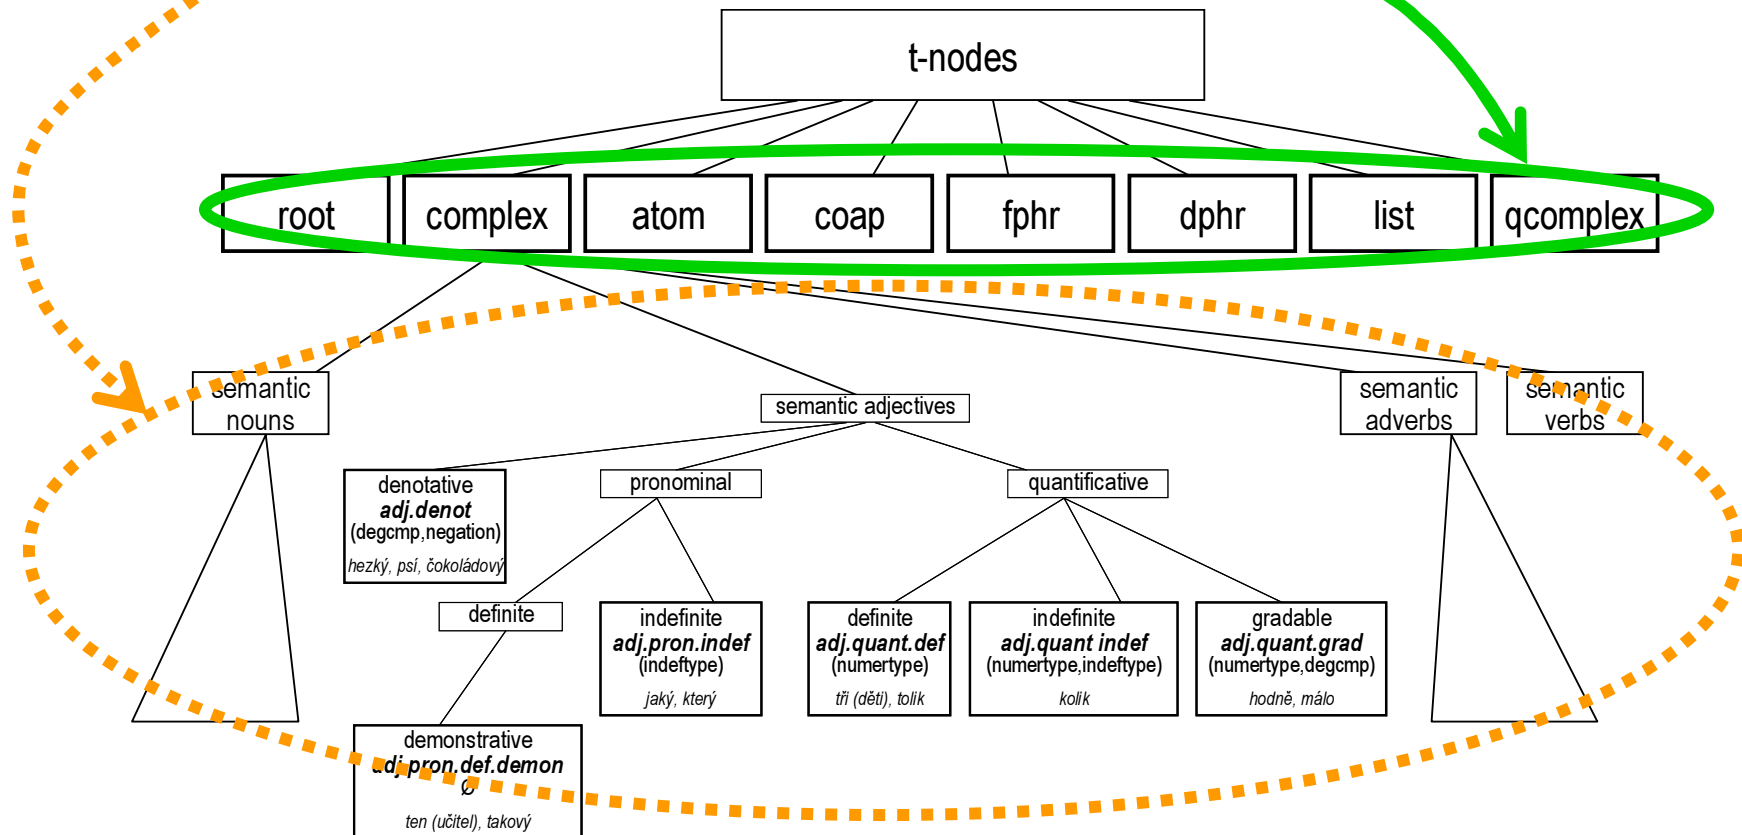 t-nodes
root
complex
atom
coap
fphr
dphr
list
qcomplex
semantic
nouns
semantic adjectives
semantic
adverbs
semantic
verbs
denotative
adj.denot
(degcmp,negation)
hezký, psí, čokoládový
pronominal
quantificative
definite
indefinite
adj.pron.indef
(indeftype)
jaký, který
definite
adj.quant.def
(numertype)
tři (děti), tolik
indefinite
adj.quant indef
(numertype,indeftype)
kolik
gradable
adj.quant.grad
(numertype,degcmp)
hodně, málo
demonstrative
adj.pron.def.demon
Ø
ten (učitel), takový